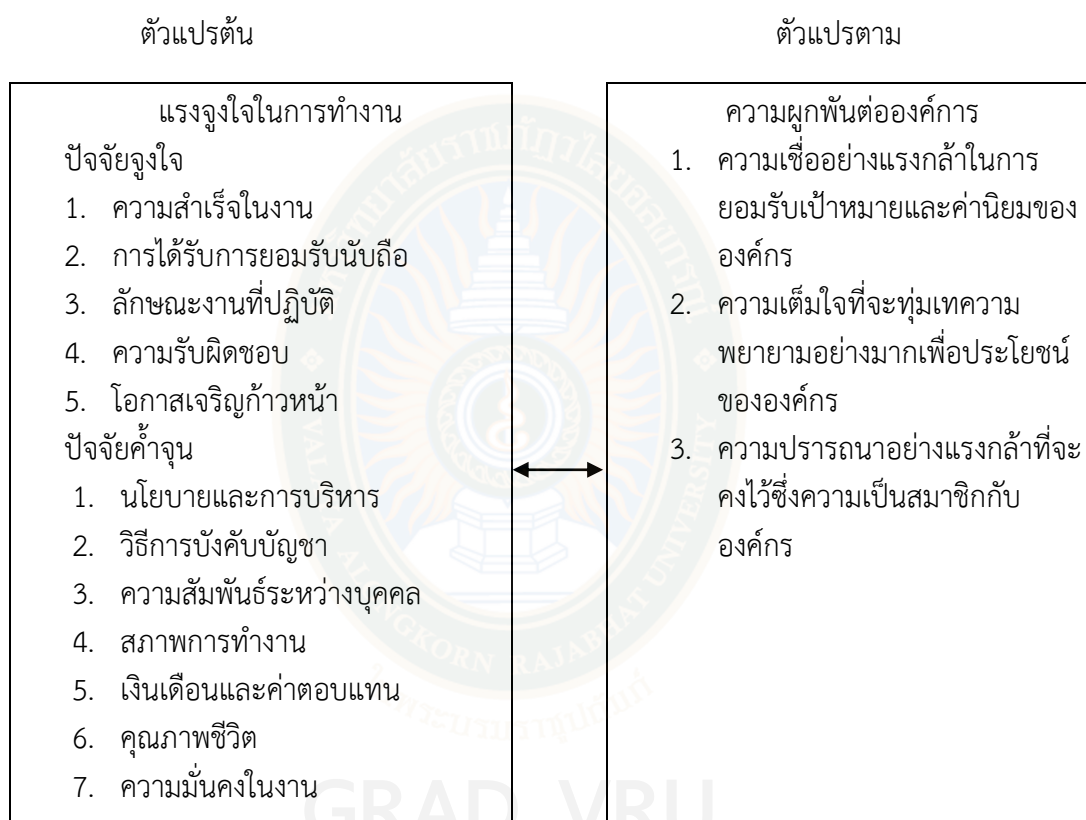 ตัวแปรต้น
ตัวแปรตาม
แรงจูงใจในการทำงาน
ปัจจัยจูงใจ
1. ความสำเร็จในงาน
2. การได้รับการยอมรับนับถือ
3. ลักษณะงานที่ปฏิบัติ
4. ความรับผิดชอบ
5. โอกาสเจริญก้าวหน้า
ปัจจัยค้ำจุน
1. นโยบายและการบริหาร
2. วิธีการบังคับบัญชา
3. ความสัมพันธ์ระหว่างบุคคล
4. สภาพการทำงาน
5. เงินเดือนและค่าตอบแทน
6. คุณภาพชีวิต
7. ความมั่นคงในงาน
ความผูกพันต่อองค์การ
1. ความเชื่ออย่างแรงกล้าในการ
ยอมรับเป้าหมายและค่านิยมของ
องค์กร
2. ความเต็มใจที่จะทุ่มเทความ
พยายามอย่างมากเพื่อประโยชน์
ขององค์กร
3. ความปรารถนาอย่างแรงกล้าที่จะ
คงไว้ซึ่งความเป็นสมาชิกกับ
องค์กร
VALAYA ALONGKORN RAJABHAT UNIVERSITY
GRAD VRU